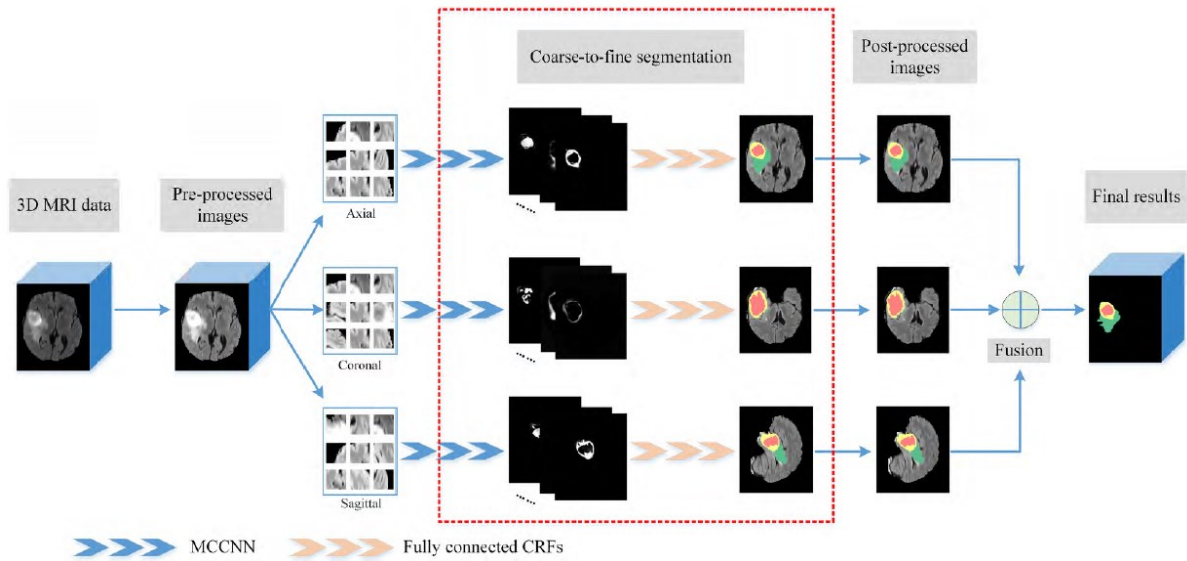 3D MRI data
Pre-processed
images
Axial
Coronal
Sagittal
Coarse-to-fine segmentation
Post-processed
images
Fusion
Final results
MCCNN
Fully connected CRFs